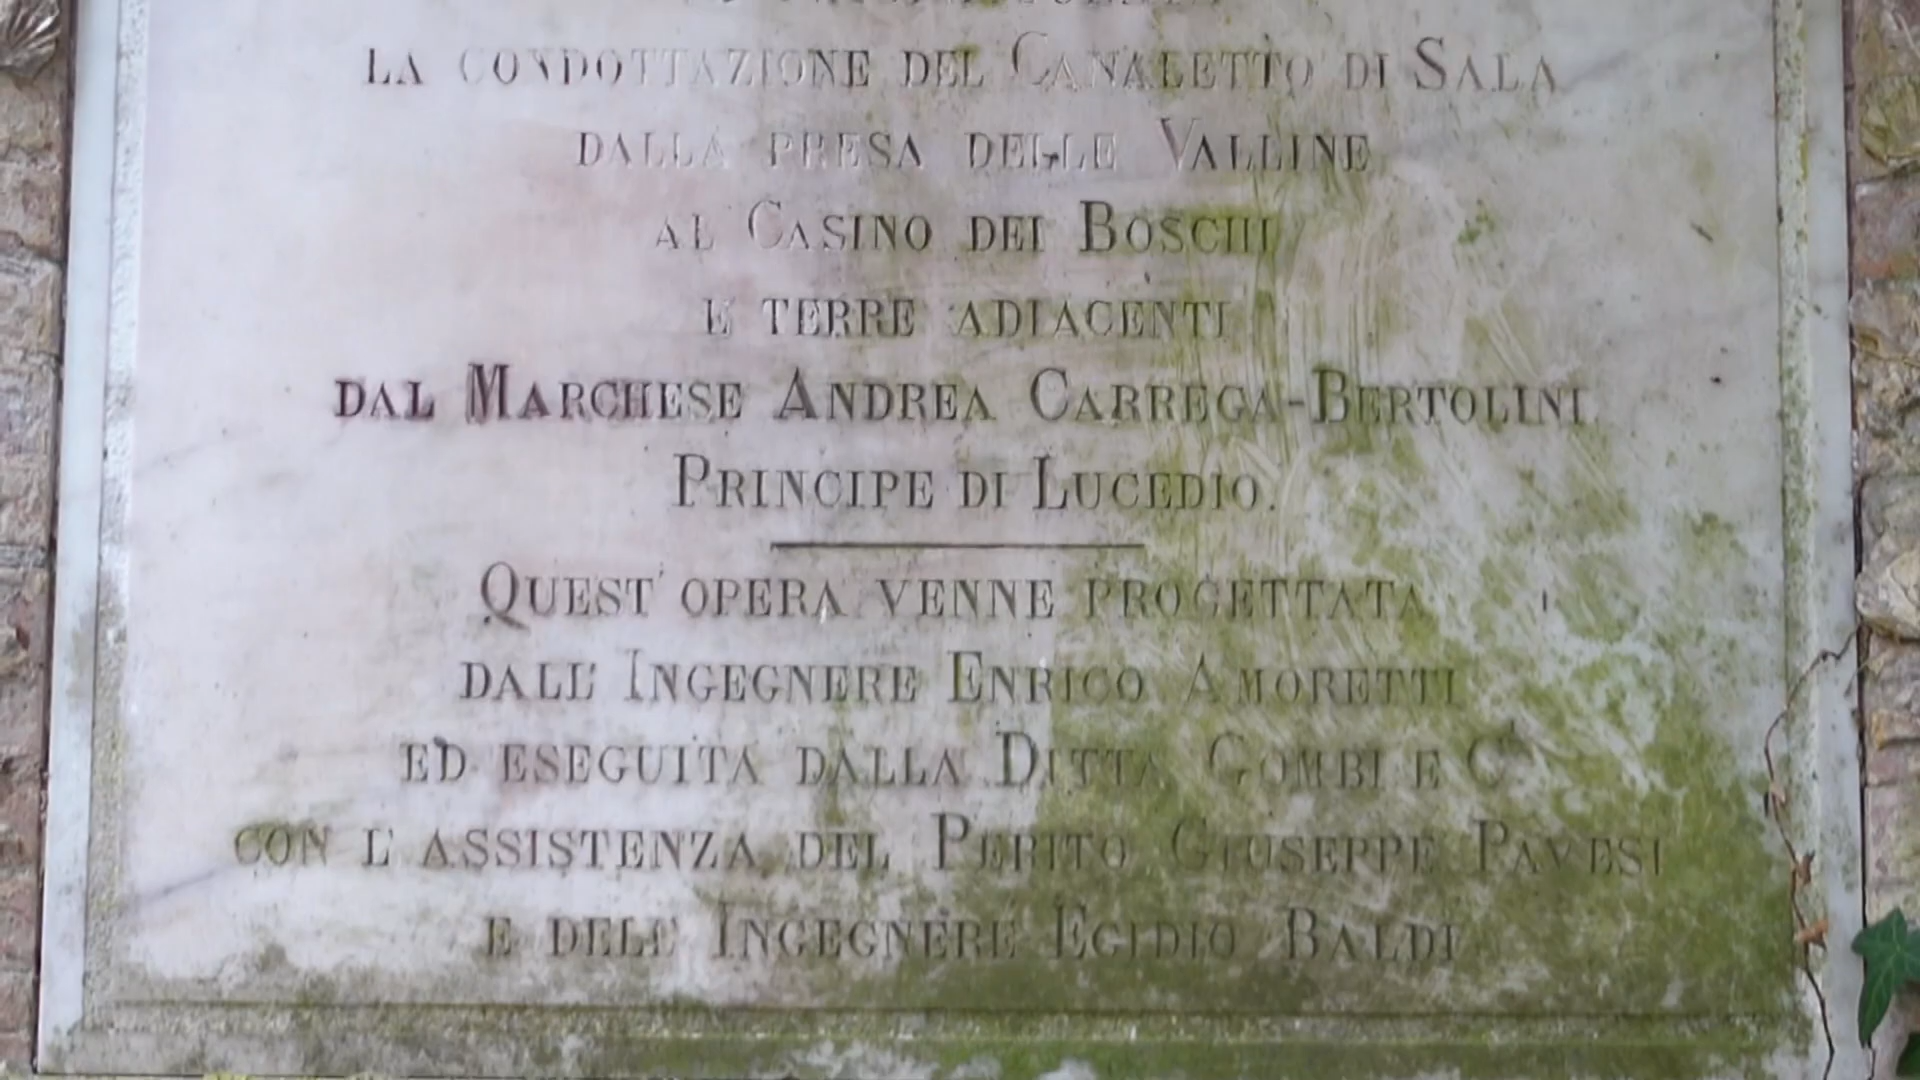 LA CONDOTTAZIONE DEL CANALETTO DI SALA
DALLA PRESA DELLE VALLINE
AL CASINO DEI BOSCHI
E TERRE ADIACENTI
DAL MARCHESE ANDREA CARREGA-BERTOLINI
PRINCIPE DI LUCEDIO.
QUEST'OPERA VENNE PROGETTATA
DALL'INGEGNERE ENRICO AMORETTI
ED ESEGUITA DALLA DITTA GOMBI E Cⁱ
CON L'ASSISTENZA DEL PERITO GIUSEPPE PAVESI
E DELL'INGEGNERE EGIDIO BALDI